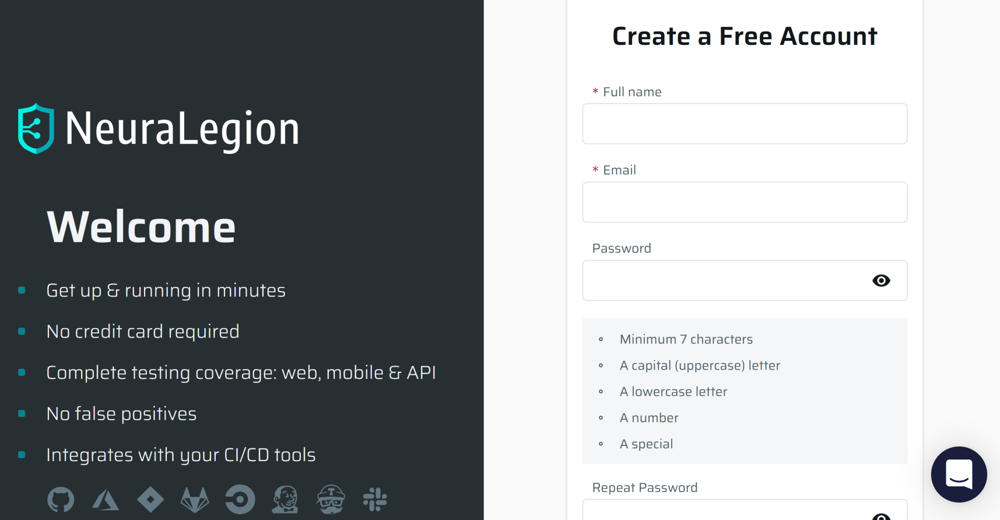 NeuraLegion
Welcome
Get up & running in minutes
No credit card required
Complete testing coverage: web, mobile & API
No false positives
Integrates with your CI/CD tools
Create a Free Account
* Full name
* Email
Password
Minimum 7 characters
A capital (uppercase) letter
A lowercase letter
A number
A special
Repeat Password